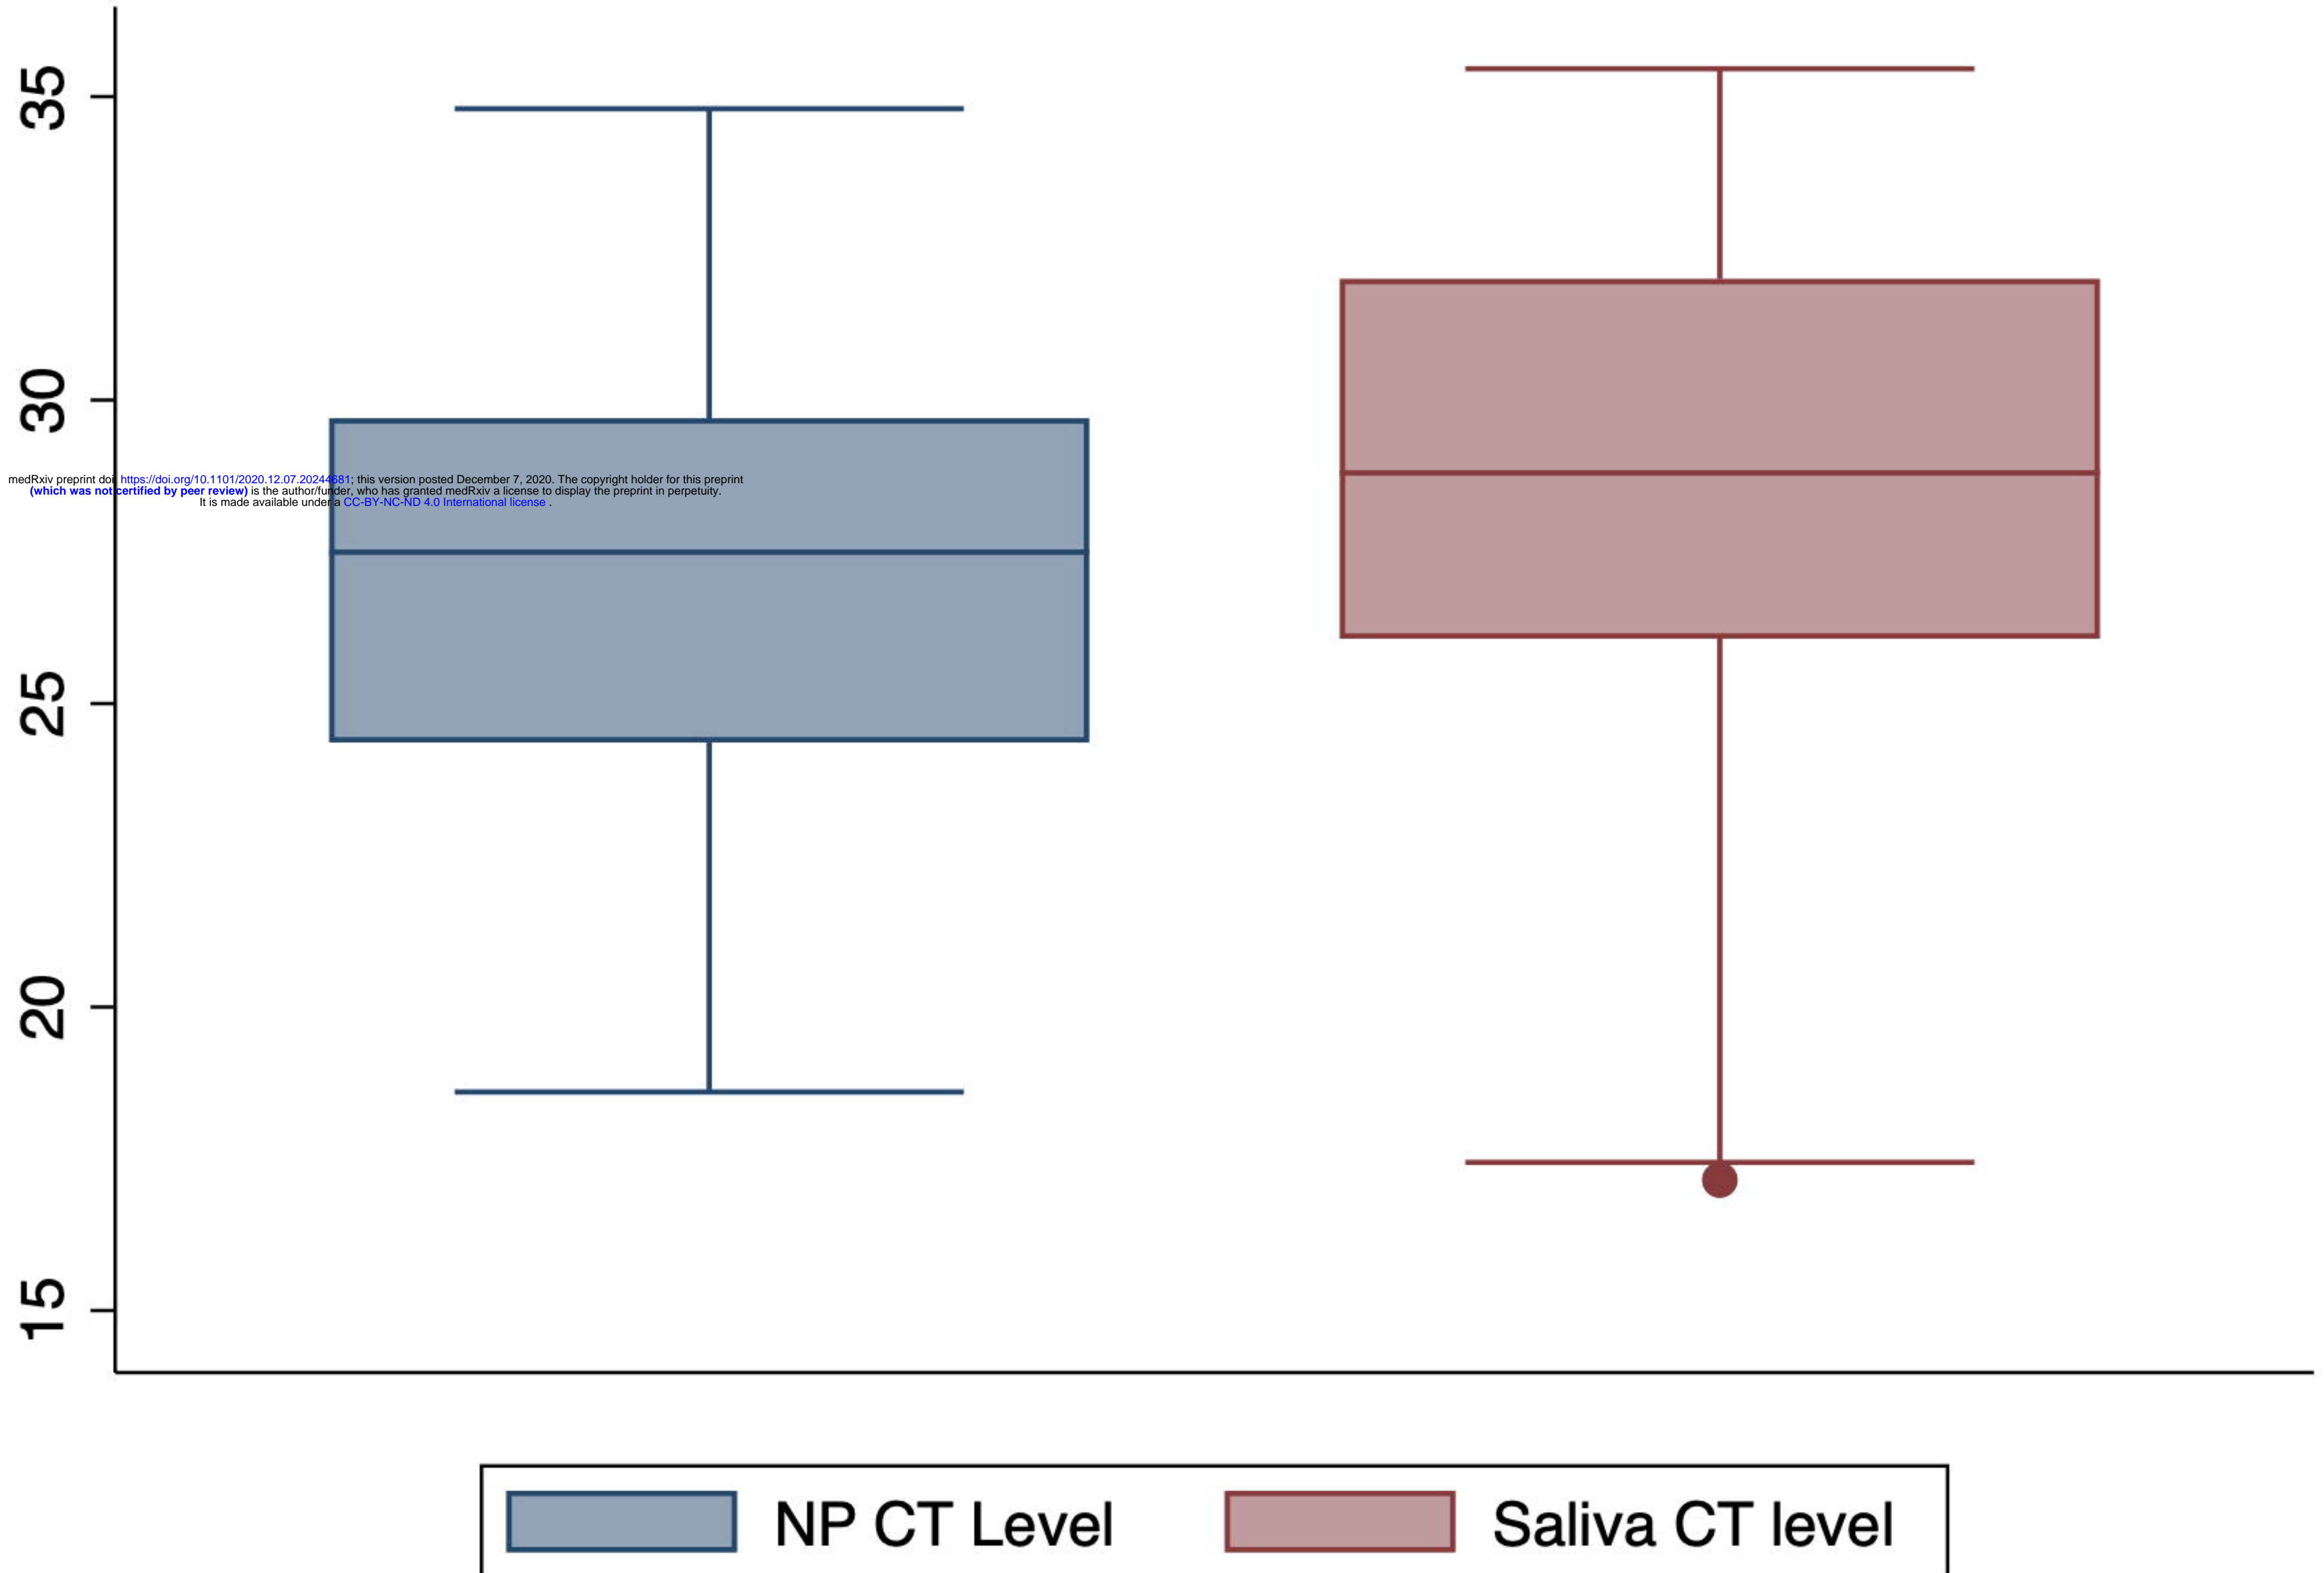 35
30
medRxiv preprint doi: https://doi.org/10.1101/2020.12.07.20244681; this version posted December 7, 2020. The copyright holder for this preprint
(which was not certified by peer review) is the author/funder, who has granted medRxiv a license to display the preprint in perpetuity.
It is made available under a CC-BY-NC-ND 4.0 International license .
25
20
15
NP CT Level
Saliva CT level